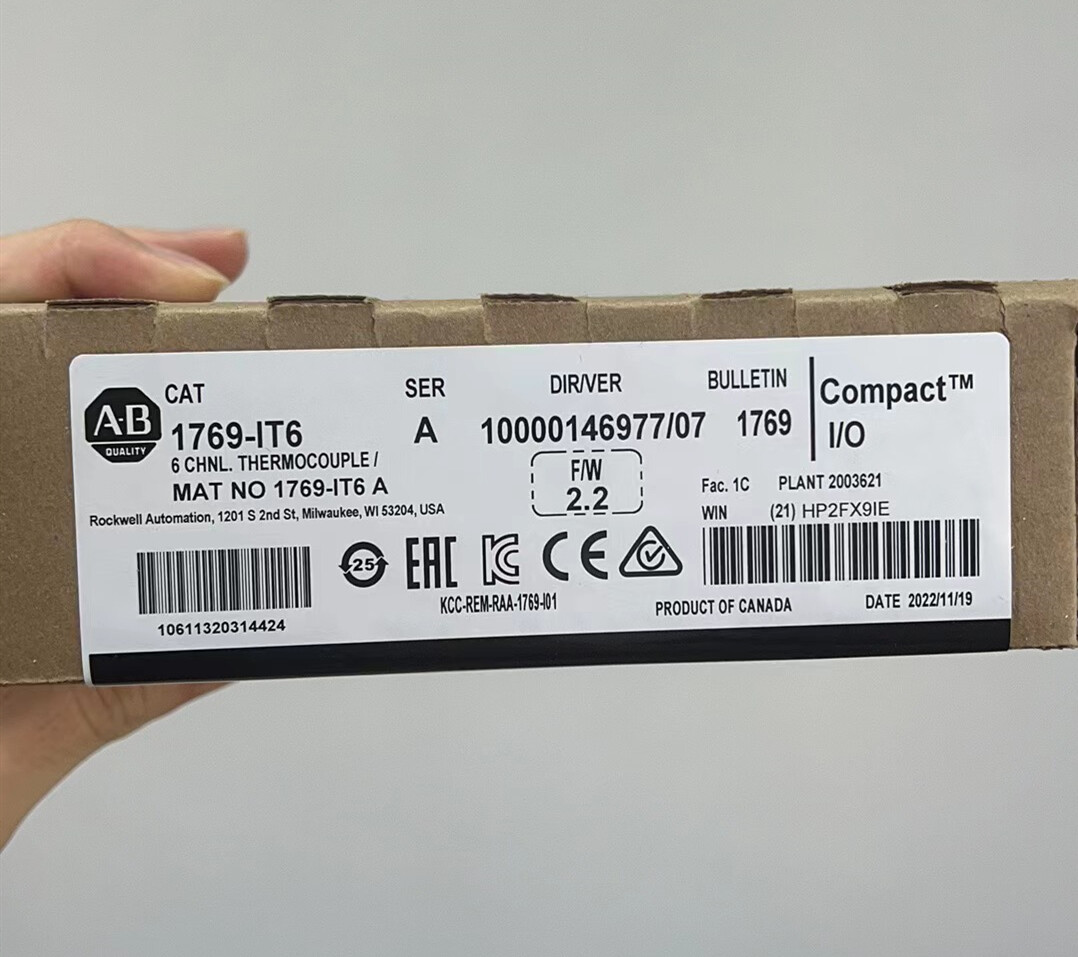 A-B
QUALITY
CAT
1769-IT6
6 CHNL. THERMOCOUPLE /
MAT NO 1769-IT6 A
Rockwell Automation, 1201 S 2nd St, Milwaukee, WI 53204, USA
SER
A
DIR/VER
10000146977/07
F/W
2.2
BULLETIN
1769
Compact™
I/O
Fac. 1C PLANT 2003621
WIN (21) HP2FX9IE
10611320314424
25
EAC
KC
CE
KCC-REM-RAA-1769-I01
PRODUCT OF CANADA
DATE 2022/11/19